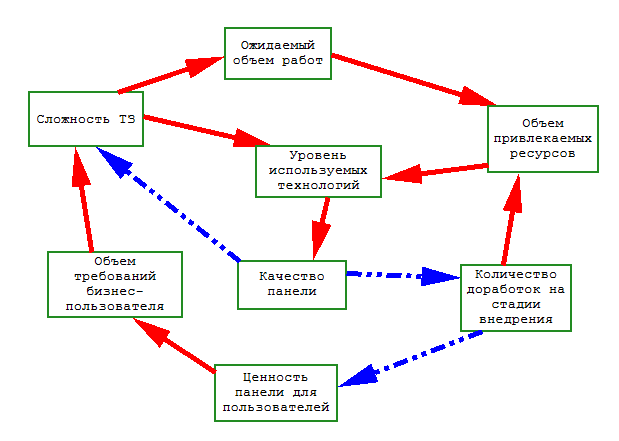 Ожидаемый
объем работ
Сложность ТЗ
Объем
привлекаемых
ресурсов
Уровень
используемых
технологий
Объем
требований
бизнес-
пользователя
Качество
панели
Количество
доработок на
стадии
внедрения
Ценность
панели для
пользователей